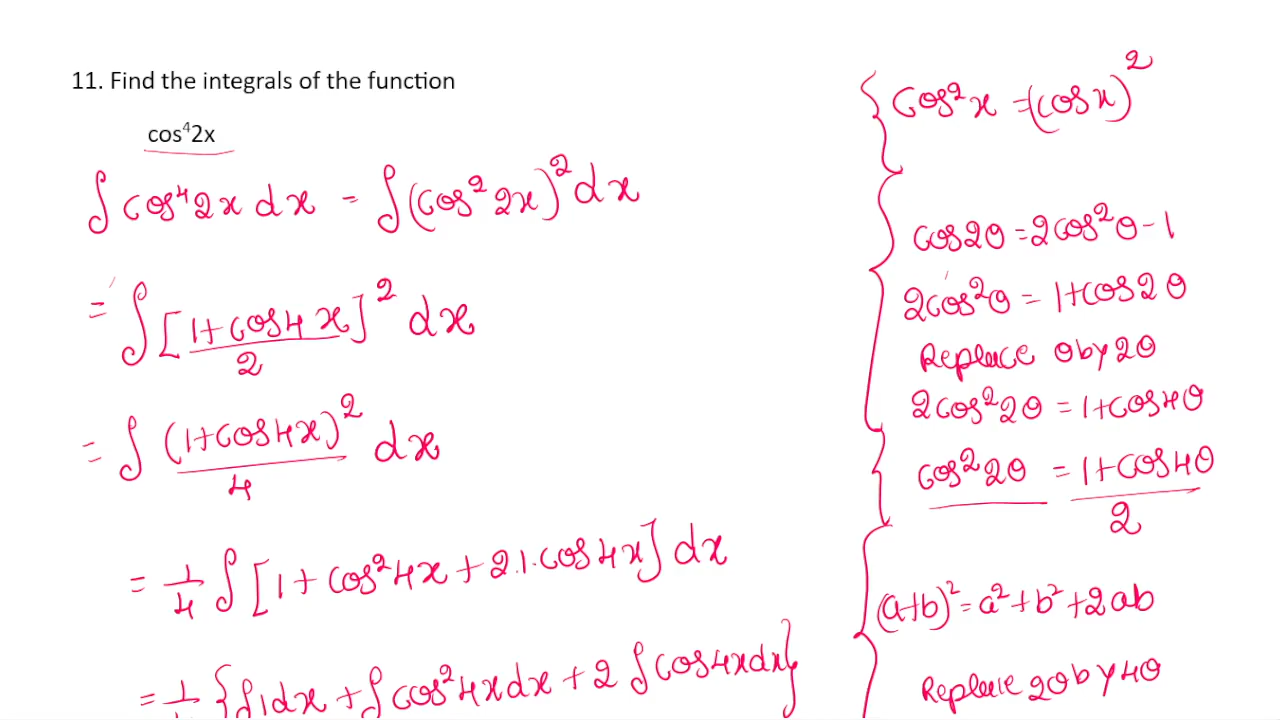 11. Find the integrals of the function
cos⁴2x
∫ cos⁴2x dx = ∫(cos²2x)² dx
= ∫ [1+cos4x/2]² dx
= ∫ (1+cos4x)²/4 dx
= 1/4 ∫ [1+cos²4x+2.1.cos4x] dx
= 1/4 {∫1dx + ∫cos²4x dx + 2∫cos4x dx}
cos²x = (cosx)²
cos2θ = 2cos²θ-1
2cos²θ = 1+cos2θ
Replace θ by 2θ
2cos²2θ = 1+cos4θ
cos²2θ = 1+cos4θ/2
(a+b)² = a²+b²+2ab
Replace 2θ by 4θ